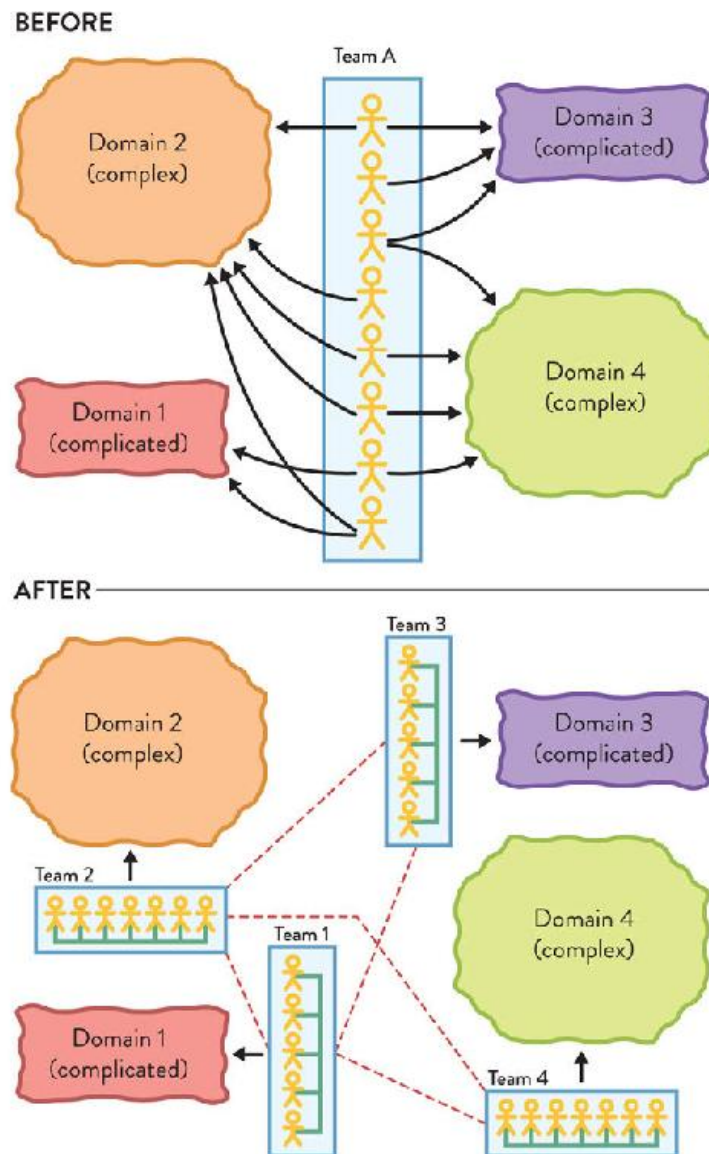 BEFORE
Team A
Domain 2
(complex)
Domain 3
(complicated)
Domain 4
(complex)
Domain 1
(complicated)
AFTER
Team 3
Domain 2
(complex)
Domain 3
(complicated)
Team 2
Domain 4
(complex)
Team 1
Domain 1
(complicated)
Team 4